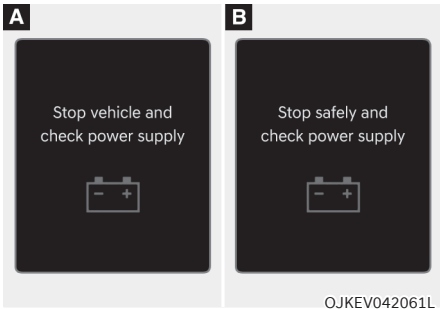 A
Stop vehicle and
check power supply
- +
B
Stop safely and
check power supply
- +
OJKEV042061L